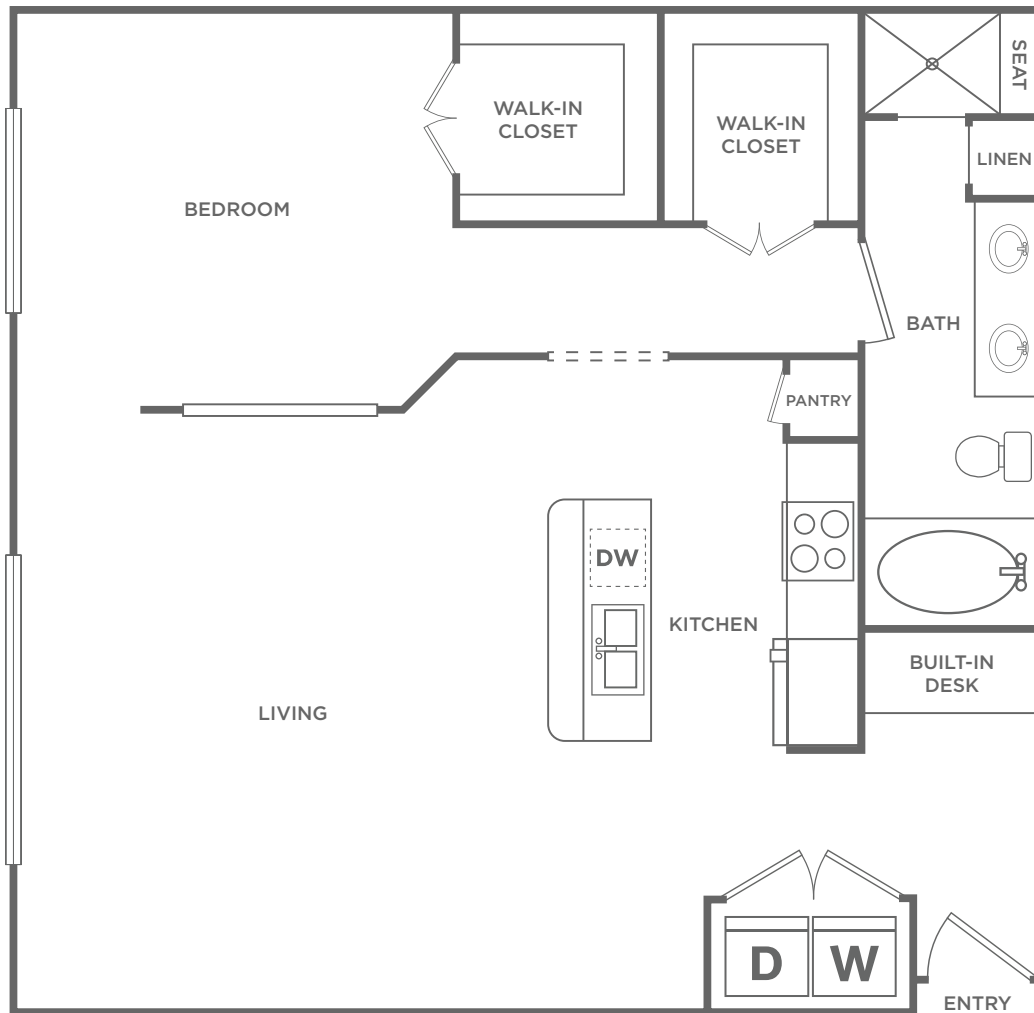 SEAT
WALK-IN
CLOSET
WALK-IN
CLOSET
LINEN
BEDROOM
BATH
PANTRY
DW
KITCHEN
BUILT-IN
DESK
LIVING
D
W
ENTRY